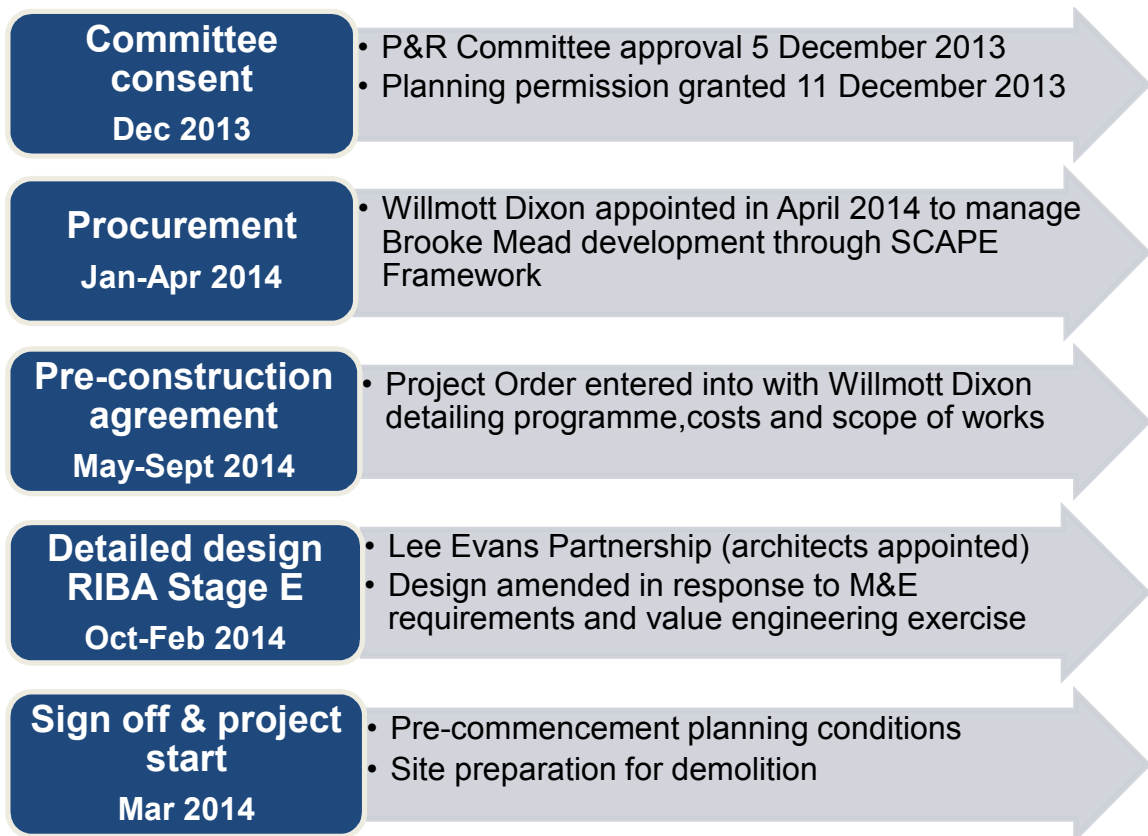 Committee
consent
Dec 2013
• P&R Committee approval 5 December 2013
• Planning permission granted 11 December 2013
Procurement
Jan-Apr 2014
• Willmott Dixon appointed in April 2014 to manage
Brooke Mead development through SCAPE
Framework
Pre-construction
agreement
May-Sept 2014
• Project Order entered into with Willmott Dixon
detailing programme,costs and scope of works
Detailed design
RIBA Stage E
Oct-Feb 2014
• Lee Evans Partnership (architects appointed)
• Design amended in response to M&E
requirements and value engineering exercise
Sign off & project
start
Mar 2014
• Pre-commencement planning conditions
• Site preparation for demolition